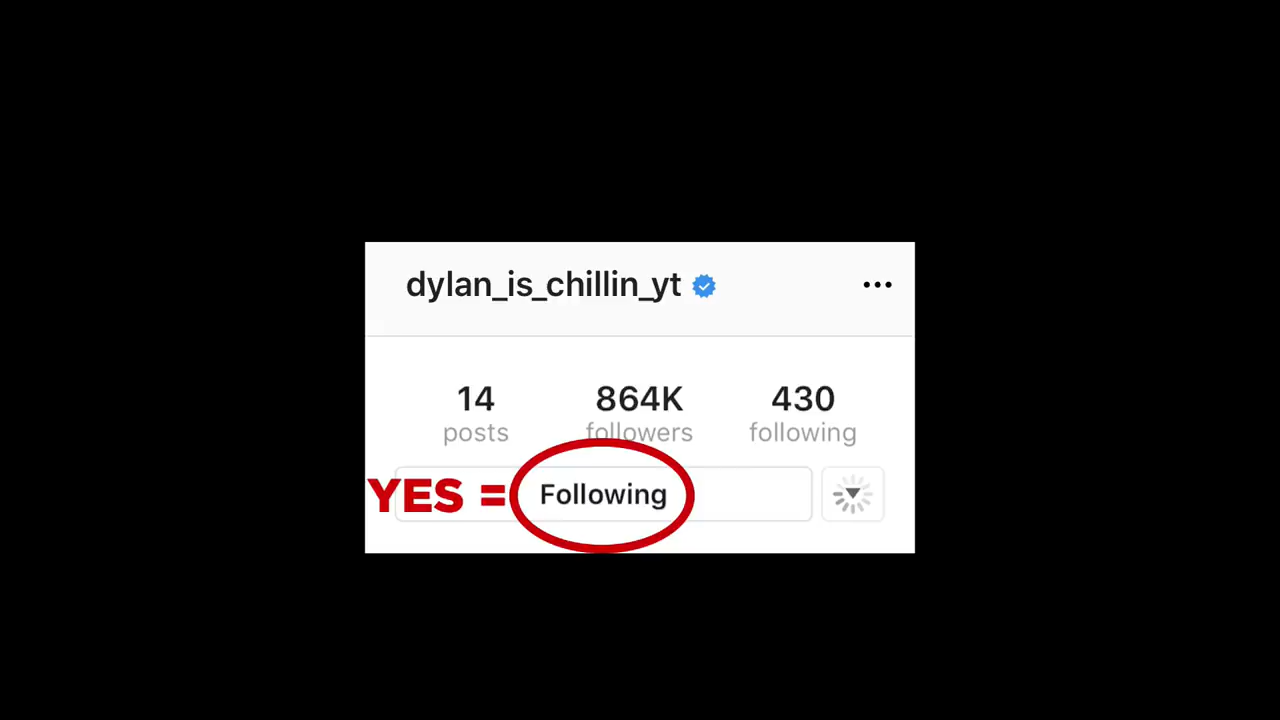 dylan_is_chillin_yt
14 864K 430
posts followers following
YES = Following